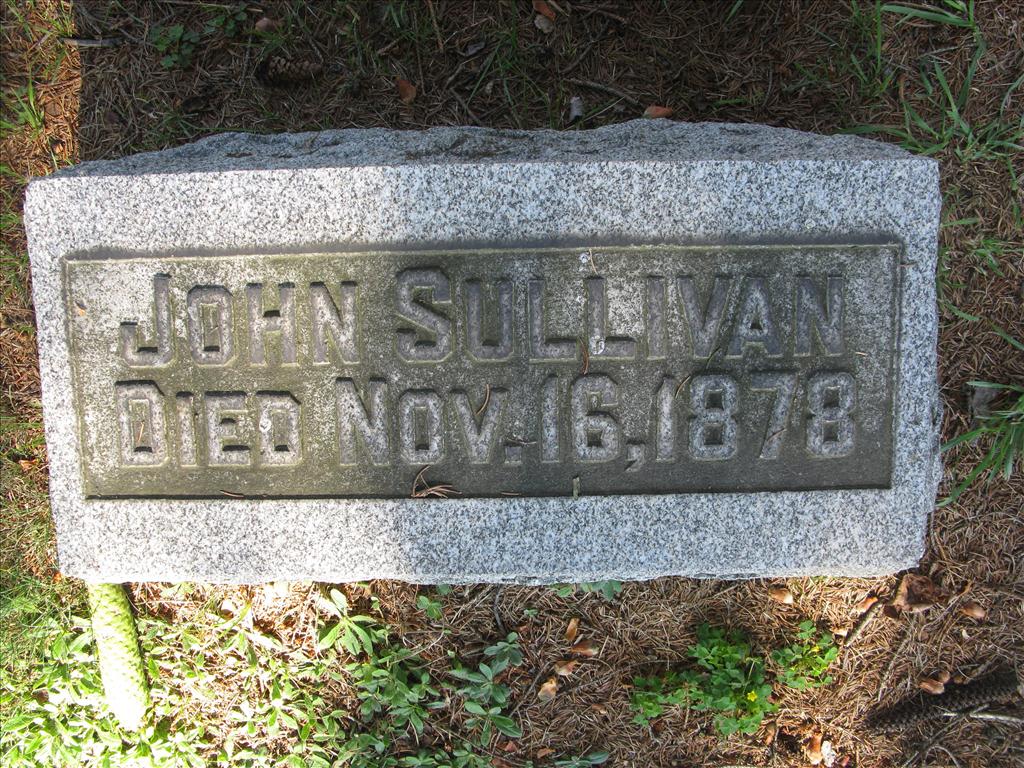 JOHN SULLIVAN
DIED NOV. 16, 1878